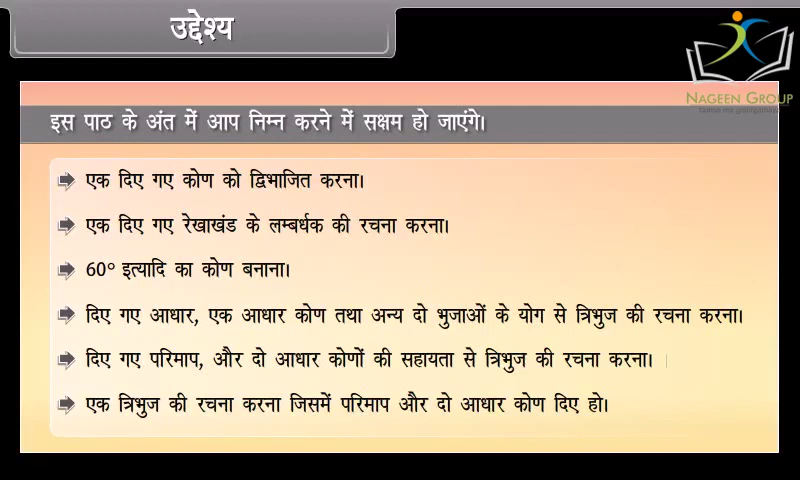 उद्देश्य
NAGEEN GROUP
इस पाठ के अंत में आप निम्न करने में सक्षम हो जाएंगे।
एक दिए गए कोण को द्विभाजित करना।
एक दिए गए रेखाखंड के लम्बर्धक की रचना करना।
60° इत्यादि का कोण बनाना।
दिए गए आधार, एक आधार कोण तथा अन्य दो भुजाओं के योग से त्रिभुज की रचना करना।
दिए गए परिमाप, और दो आधार कोणों की सहायता से त्रिभुज की रचना करना।
एक त्रिभुज की रचना करना जिसमें परिमाप और दो आधार कोण दिए हो।